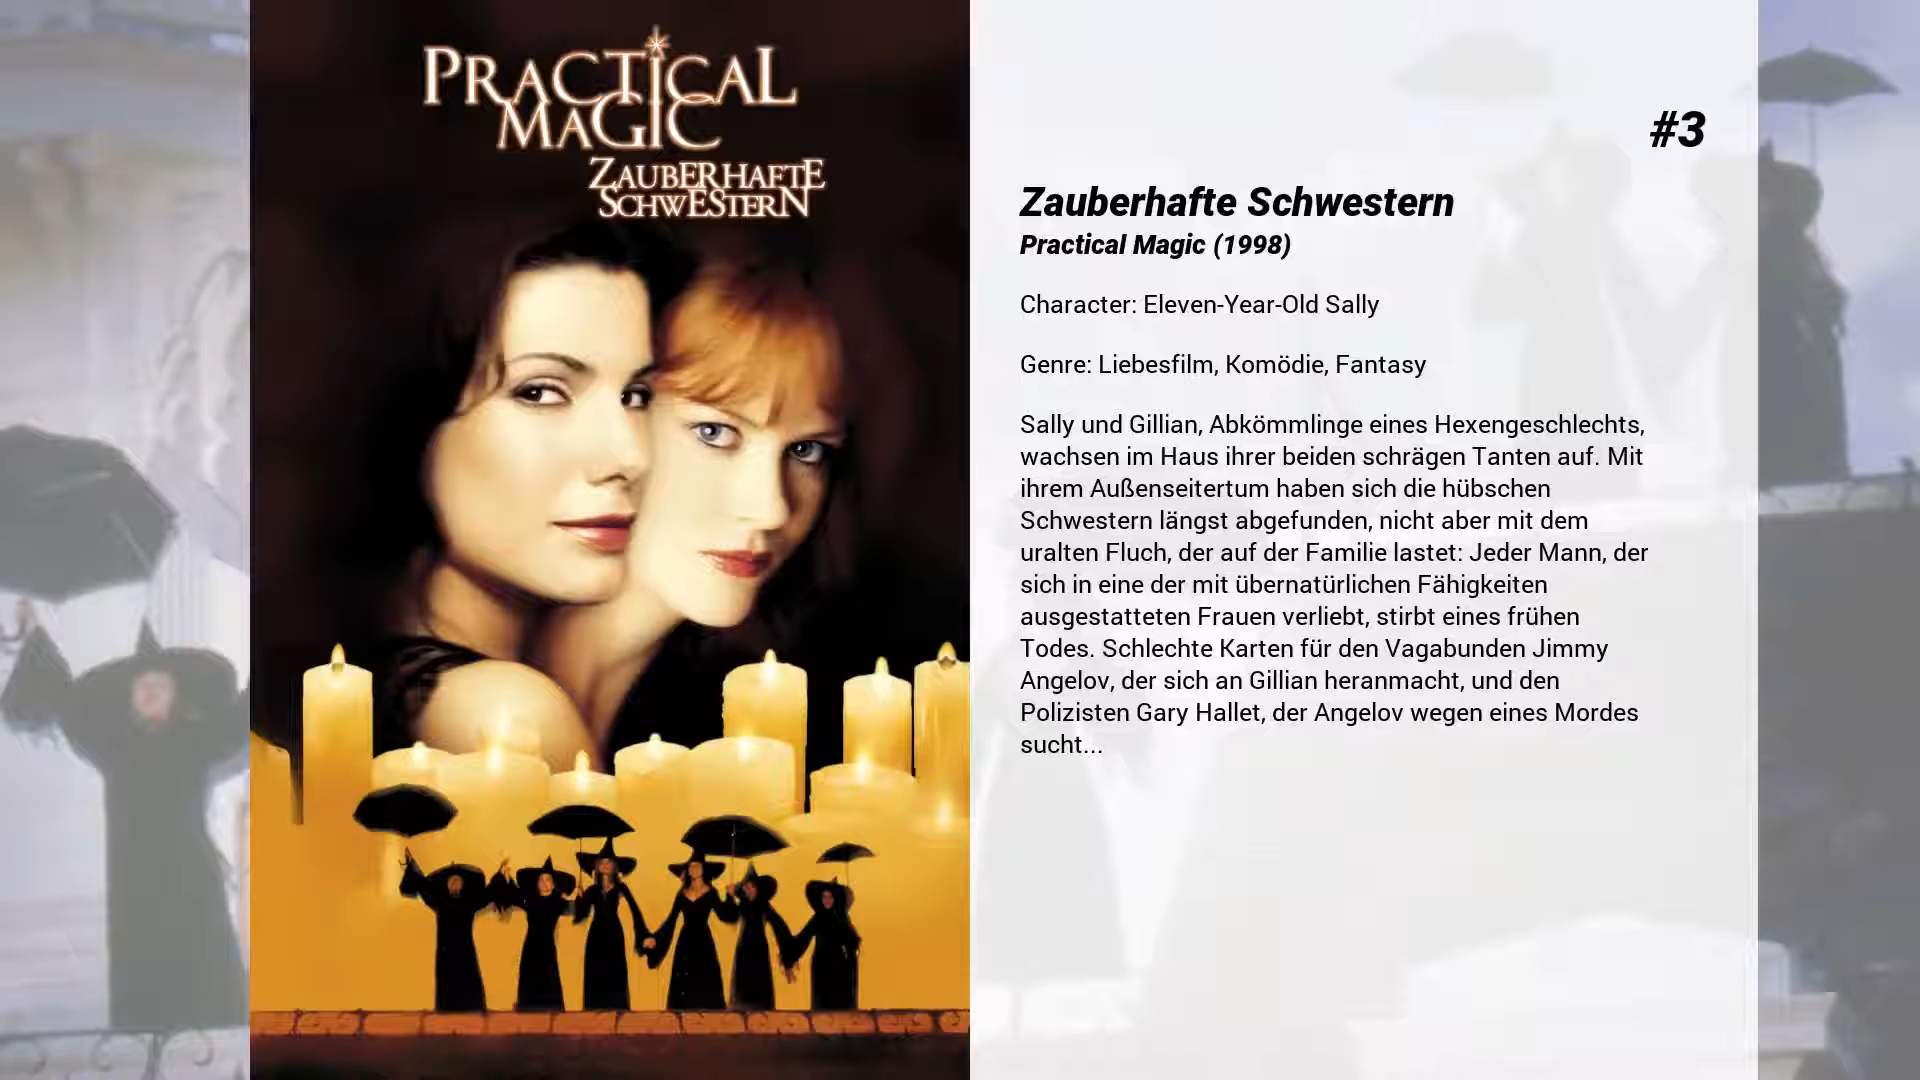 PRACTICAL
MAGIC
ZAUBERHAFTE
SCHWESTERN
#3
Zauberhafte Schwestern
Practical Magic (1998)
Character: Eleven-Year-Old Sally
Genre: Liebesfilm, Komödie, Fantasy
Sally und Gillian, Abkömmlinge eines Hexengeschlechts,
wachsen im Haus ihrer beiden schrägen Tanten auf. Mit
ihrem Außenseitertum haben sich die hübschen
Schwestern längst abgefunden, nicht aber mit dem
uralten Fluch, der auf der Familie lastet: Jeder Mann, der
sich in eine der mit übernatürlichen Fähigkeiten
ausgestatteten Frauen verliebt, stirbt eines frühen
Todes. Schlechte Karten für den Vagabunden Jimmy
Angelov, der sich an Gillian heranmacht, und den
Polizisten Gary Hallet, der Angelov wegen eines Mordes
sucht...